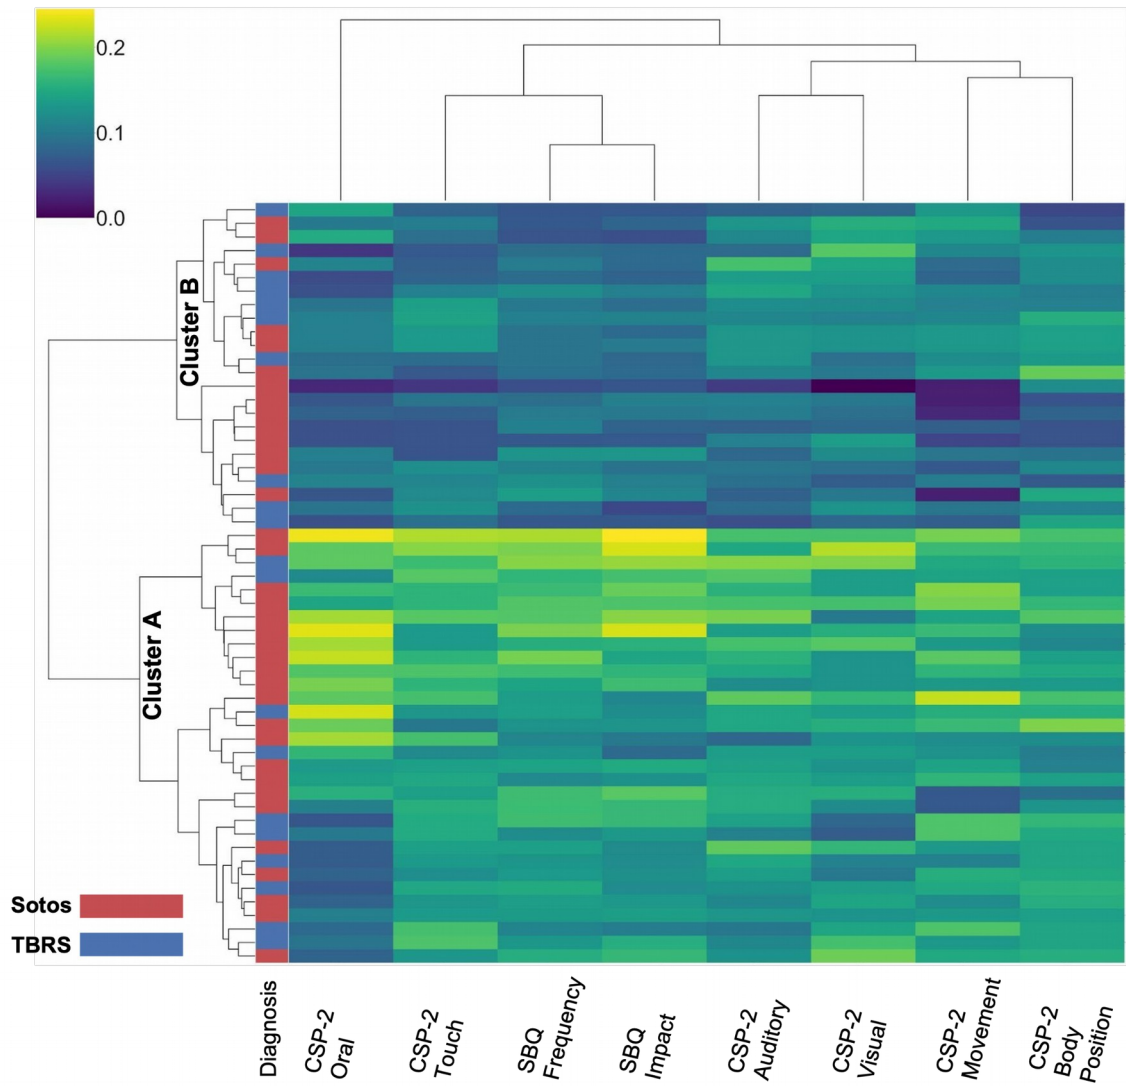 0.2
0.1
0.0
Cluster B
Cluster A
Sotos
TBRS
Diagnosis
CSP-2
Oral
CSP-2
Touch
SBQ
Frequency
SBQ
Impact
CSP-2
Auditory
CSP-2
Visual
CSP-2
Movement
CSP-2
Body
Position